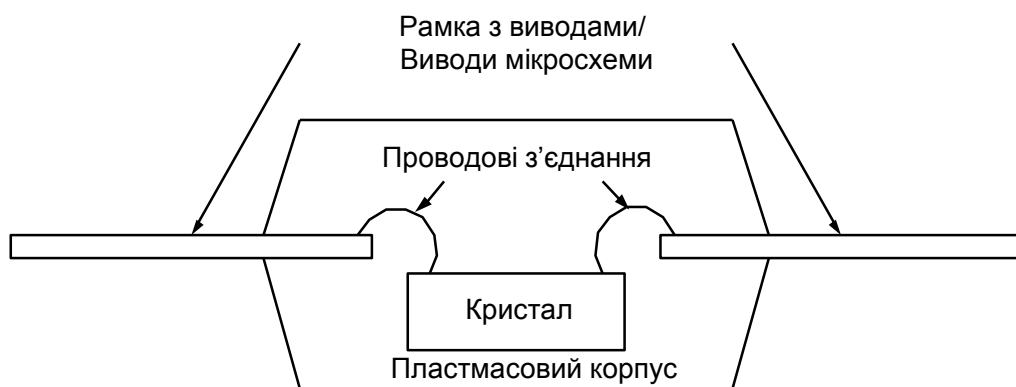 Рамка з виводами/
Виводи мікросхеми
Проводові з’єднання
Кристал
Пластмасовий корпус